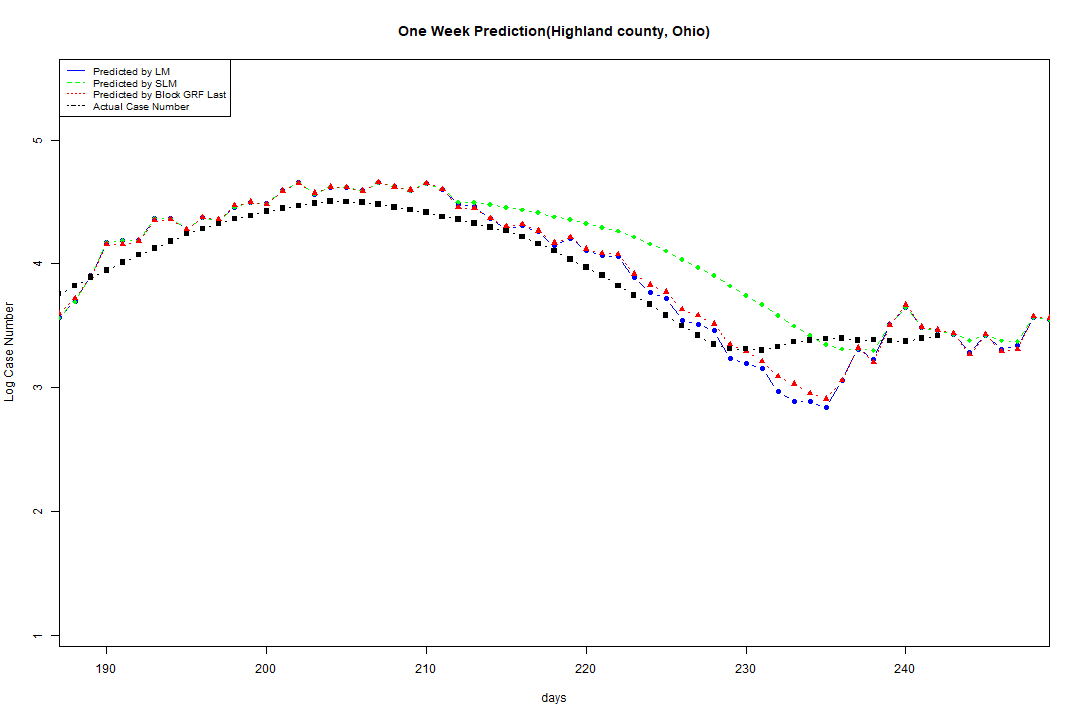 One Week Prediction(Highland county, Ohio)
Predicted by LM
Predicted by SLM
Predicted by Block GRF Last
Actual Case Number
5
4
3
2
1
Log Case Number
190 200 210 220 230 240
days